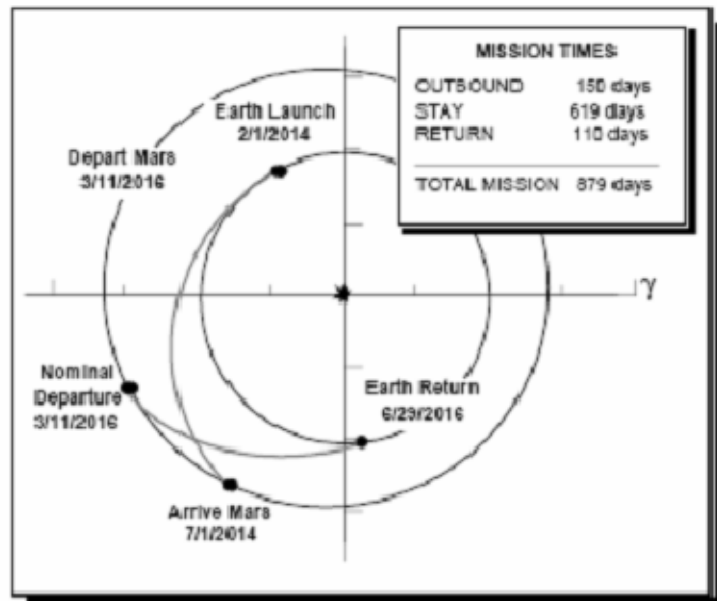 MISSION TIMES
OUTBOUND 150 days
STAY 619 days
RETURN 110 days
TOTAL MISSION 879 days
Earth Launch
2/1/2014
Depart Mars
3/11/2016
γ
Nominal
Departure
3/11/2016
Earth Return
6/29/2016
Arrive Mars
7/1/2014